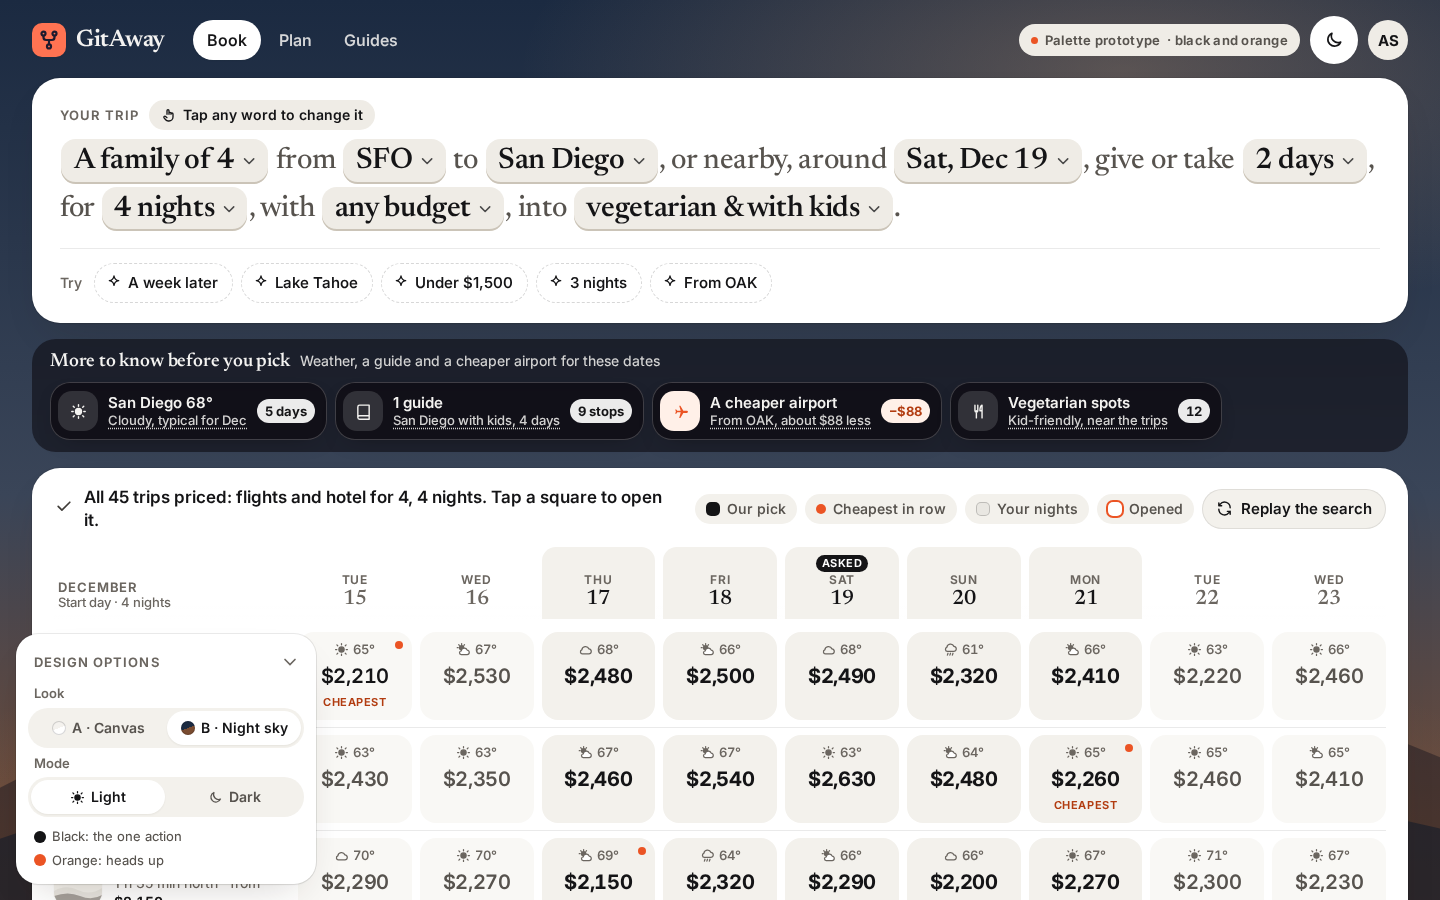 GitAway
Book Plan Guides
Palette prototype · black and orange
AS
YOUR TRIP
Tap any word to change it
A family of 4 from SFO to San Diego, or nearby, around Sat, Dec 19, give or take 2 days,
for 4 nights, with any budget, into vegetarian & with kids.
Try A week later Lake Tahoe Under $1,500 3 nights From OAK
More to know before you pick Weather, a guide and a cheaper airport for these dates
San Diego 68°
Cloudy, typical for Dec
5 days
1 guide
San Diego with kids, 4 days
9 stops
A cheaper airport
From OAK, about $88 less
−$88
Vegetarian spots
Kid-friendly, near the trips
12
All 45 trips priced: flights and hotel for 4, 4 nights. Tap a square to open
it.
Our pick Cheapest in row Your nights Opened Replay the search
DECEMBER
Start day · 4 nights
TUE
15
WED
16
THU
17
FRI
18
ASKED
SAT
19
SUN
20
MON
21
TUE
22
WED
23
65° 67° 68° 66° 68° 61° 66° 63° 66°
$2,210 $2,530 $2,480 $2,500 $2,490 $2,320 $2,410 $2,220 $2,460
CHEAPEST
63° 63° 67° 67° 63° 64° 65° 65° 65°
$2,430 $2,350 $2,460 $2,540 $2,630 $2,480 $2,260 $2,460 $2,410
CHEAPEST
70° 70° 69° 64° 66° 66° 67° 71° 67°
$2,290 $2,270 $2,150 $2,320 $2,290 $2,200 $2,270 $2,300 $2,230
DESIGN OPTIONS
Look
A · Canvas B · Night sky
Mode
Light Dark
Black: the one action
Orange: heads up